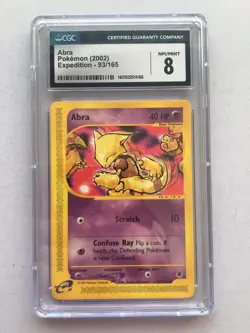 CGC
CERTIFIED GUARANTY COMPANY
Abra
Pokémon (2002)
Expedition - 93/165
NM/MINT
8
Abra
40 HP
Scratch 10
Confuse Ray Flip a coin. If
heads, the Defending Pokémon
is now Confused.